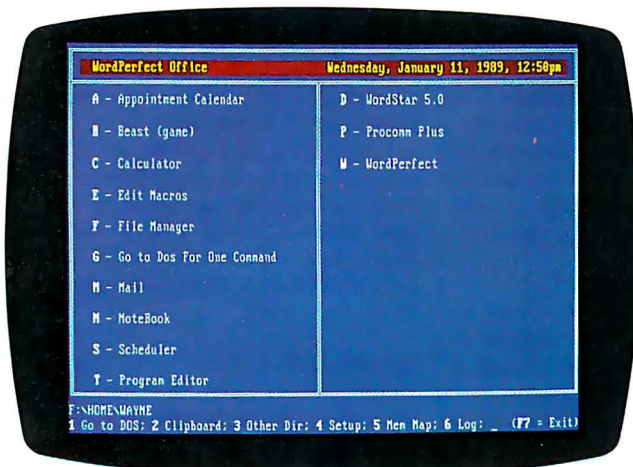 WordPerfect Office Wednesday, January 11, 1989, 12:50pm
A - Appointment Calendar
B - Beast (game)
C - Calculator
E - Edit Macros
F - File Manager
G - Go to Dos For One Command
M - Mail
N - NoteBook
S - Scheduler
T - Program Editor
D - WordStar 5.0
P - Procomm Plus
W - WordPerfect
F:\HOME\WAYNE
1 Go to DOS; 2 Clipboard; 3 Other Dir; 4 Setup; 5 Mem Map; 6 Log: _ (F7 = Exit)